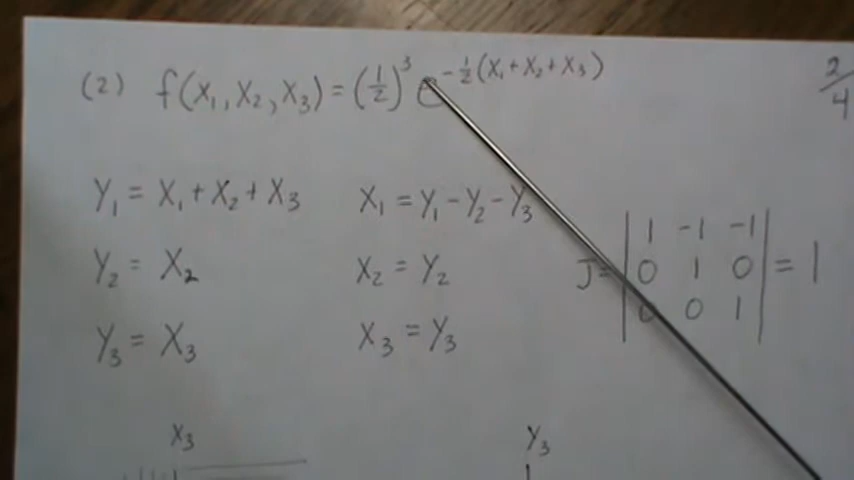 (2) f(X₁, X₂, X₃) = (1/2)³ e^(-1/2(X₁+X₂+X₃))
2/4
Y₁ = X₁ + X₂ + X₃ X₁ = Y₁ - Y₂ - Y₃
Y₂ = X₂ X₂ = Y₂
Y₃ = X₃ X₃ = Y₃
J = | 1 -1 -1 |
| 0 1 0 | = 1
| 0 0 1 |
X₃ Y₃